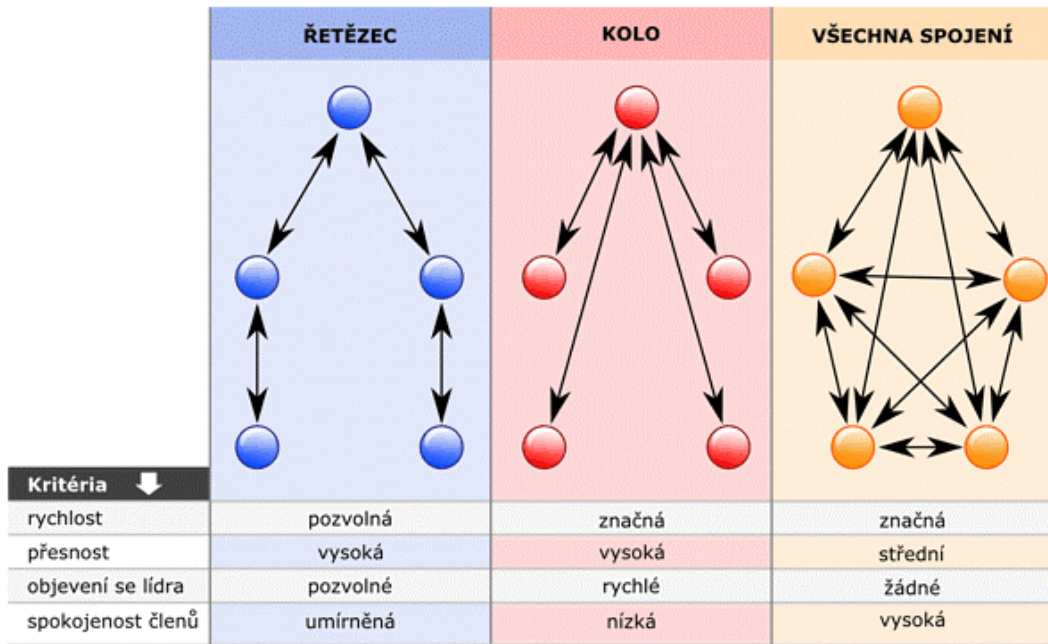 ŘETĚZEC KOLO VŠECHNA SPOJENÍ
Kritéria
rychlost pozvolná značná značná
přesnost vysoká vysoká střední
objevení se lídra pozvolné rychlé žádné
spokojenost členů umírněná nízká vysoká